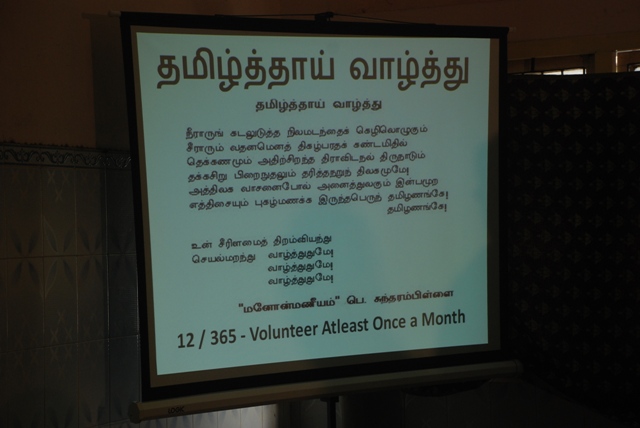 தமிழ்த்தாய் வாழ்த்து
தமிழ்த்தாய் வாழ்த்து
நீராருங் கடலுடுத்த நிலமடந்தைக் கெழிலொழுகும்
சீராரும் வதனமெனத் திகழ்பரதக் கண்டமிதில்
தெக்கணமும் அதிற்சிறந்த திராவிடநல் திருநாடும்
தக்கசிறு பிறைநுதலும் தரித்தநறுந் திலகமுமே!
அத்திலக வாசனைபோல் அனைத்துலகும் இன்பமுற
எத்திசையும் புகழ்மணக்க இருந்தபெருந் தமிழணங்கே!
தமிழணங்கே!
உன் சீரிளமைத் திறம்வியந்து
செயல்மறந்து வாழ்த்துதுமே!
வாழ்த்துதுமே!
வாழ்த்துதுமே!
"மனோன்மணீயம்" பெ. சுந்தரம்பிள்ளை
12 / 365 - Volunteer Atleast Once a Month